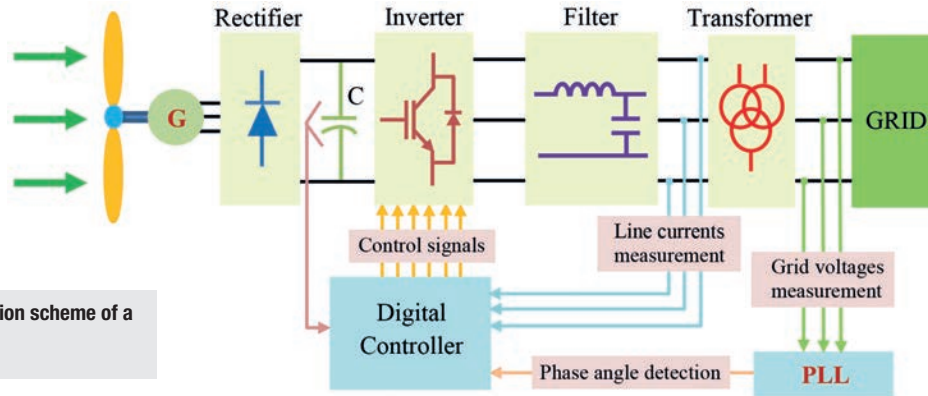 Rectifier
Inverter
Filter
Transformer
G
C
GRID
Control signals
Line currents
measurement
Grid voltages
measurement
Digital
Controller
Phase angle detection
PLL
ion scheme of a